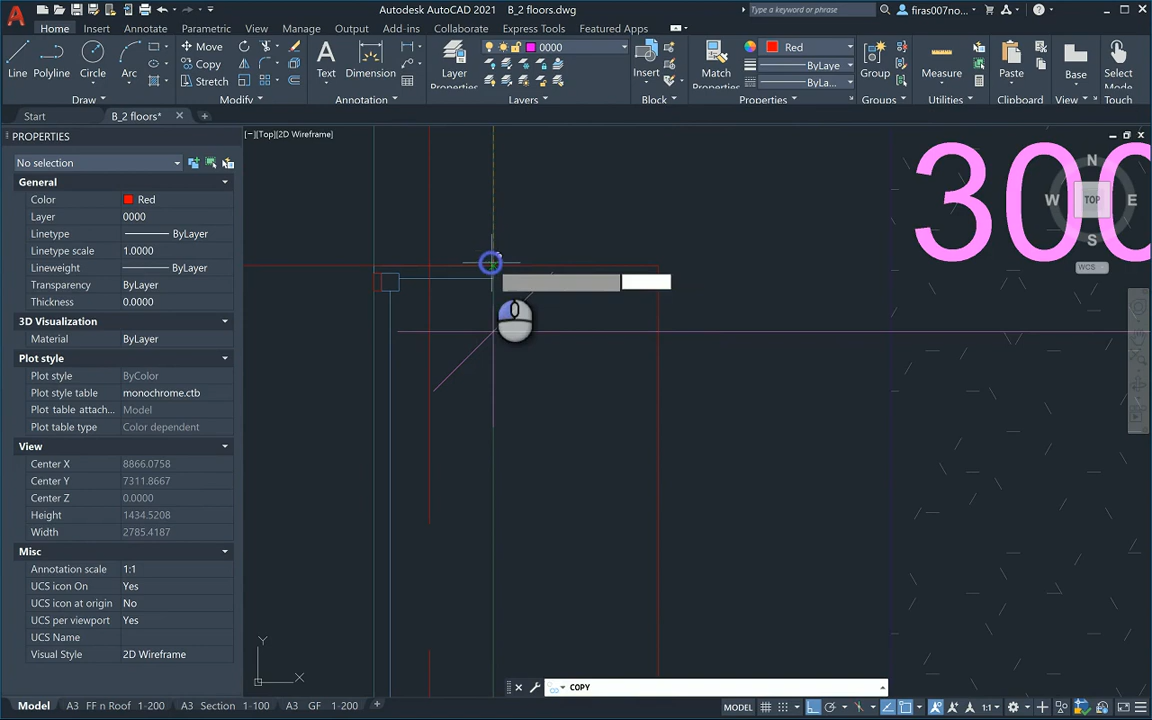 Autodesk AutoCAD 2021 B_2 floors.dwg
Type a keyword or phrase
firas007no...
Home Insert Annotate Parametric View Manage Output Add-ins Collaborate Express Tools Featured Apps
Line Polyline Circle Arc
Move
Copy
Stretch
Text Dimension
Layer Properties
0000
Insert
Match Properties
Red
ByLaye
ByLa...
Group
Measure
Paste
Base
Select Mode
Draw Modify Annotation Layers Block Properties Groups Utilities Clipboard View Touch
Start B_2 floors*
PROPERTIES
No selection
General
Color Red
Layer 0000
Linetype ByLayer
Linetype scale 1.0000
Lineweight ByLayer
Transparency ByLayer
Thickness 0.0000
3D Visualization
Material ByLayer
Plot style
Plot style ByColor
Plot style table monochrome.ctb
Plot table attach... Model
Plot table type Color dependent
View
Center X 8866.0758
Center Y 7311.8667
Center Z 0.0000
Height 1434.5208
Width 2785.4187
Misc
Annotation scale 1:1
UCS icon On Yes
UCS icon at origin No
UCS per viewport Yes
UCS Name
Visual Style 2D Wireframe
[−][Top][2D Wireframe]
300
N
W TOP E
S
WCS
Y
X
COPY
Model A3 FF n Roof 1-200 A3 Section 1-100 A3 GF 1-200
MODEL
1:1